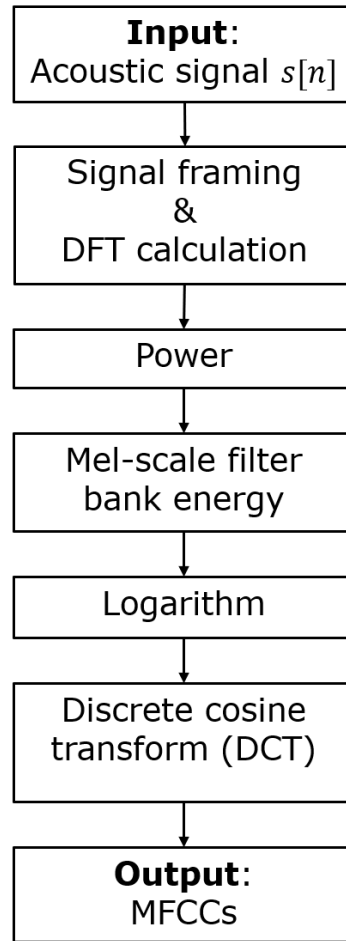 Input:
Acoustic signal s[n]
Signal framing
&
DFT calculation
Power
Mel-scale filter
bank energy
Logarithm
Discrete cosine
transform (DCT)
Output:
MFCCs